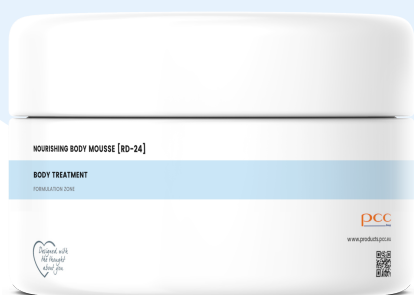 NOURISHING BODY MOUSSE [RD-24]
BODY TREATMENT
FORMULATION ZONE
pcc
www.products.pcc.eu
Designed with
the thought
about you